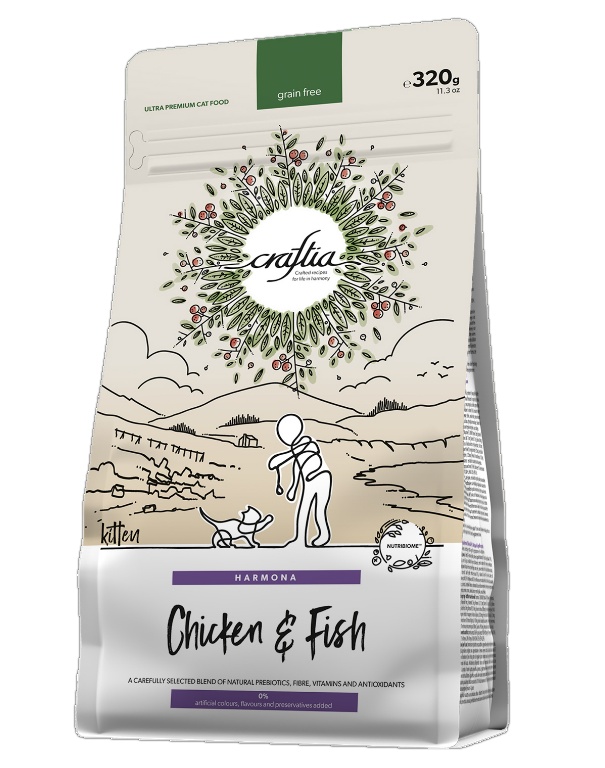 grain free
ULTRA PREMIUM CAT FOOD
℮320g
11.3 oz
craftia
Crafted recipes
for life in harmony
kitten
NUTRIBIOME™
HARMONA
Chicken & Fish
A CAREFULLY SELECTED BLEND OF NATURAL PREBIOTICS, FIBRE, VITAMINS AND ANTIOXIDANTS
0%
artificial colours, flavours and preservatives added